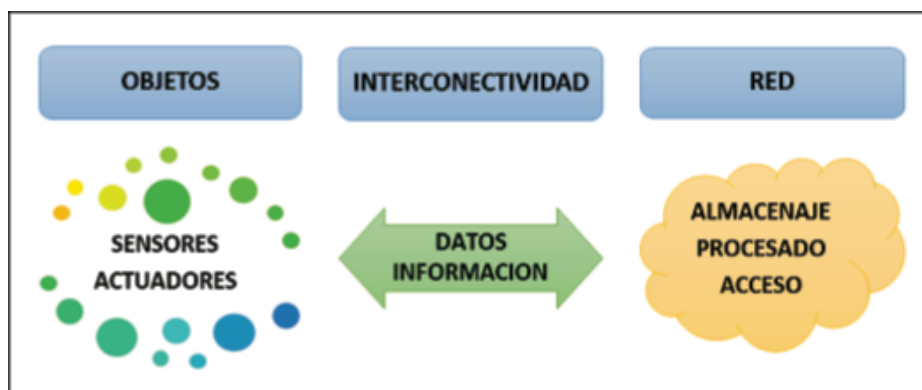 OBJETOS
INTERCONECTIVIDAD
RED
SENSORES
ACTUADORES
DATOS
INFORMACION
ALMACENAJE
PROCESADO
ACCESO